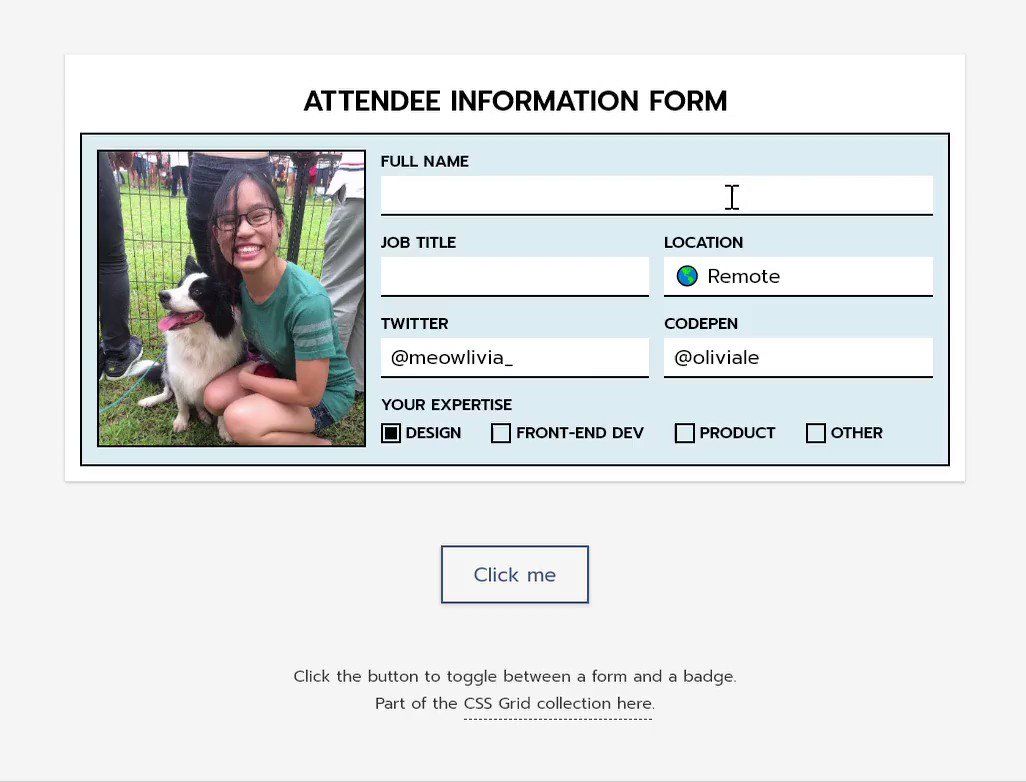 ATTENDEE INFORMATION FORM
FULL NAME
JOB TITLE
LOCATION
🌎 Remote
TWITTER
CODEPEN
@meowlivia_
@oliviale
YOUR EXPERTISE
DESIGN FRONT-END DEV PRODUCT OTHER
Click me
Click the button to toggle between a form and a badge.
Part of the CSS Grid collection here.